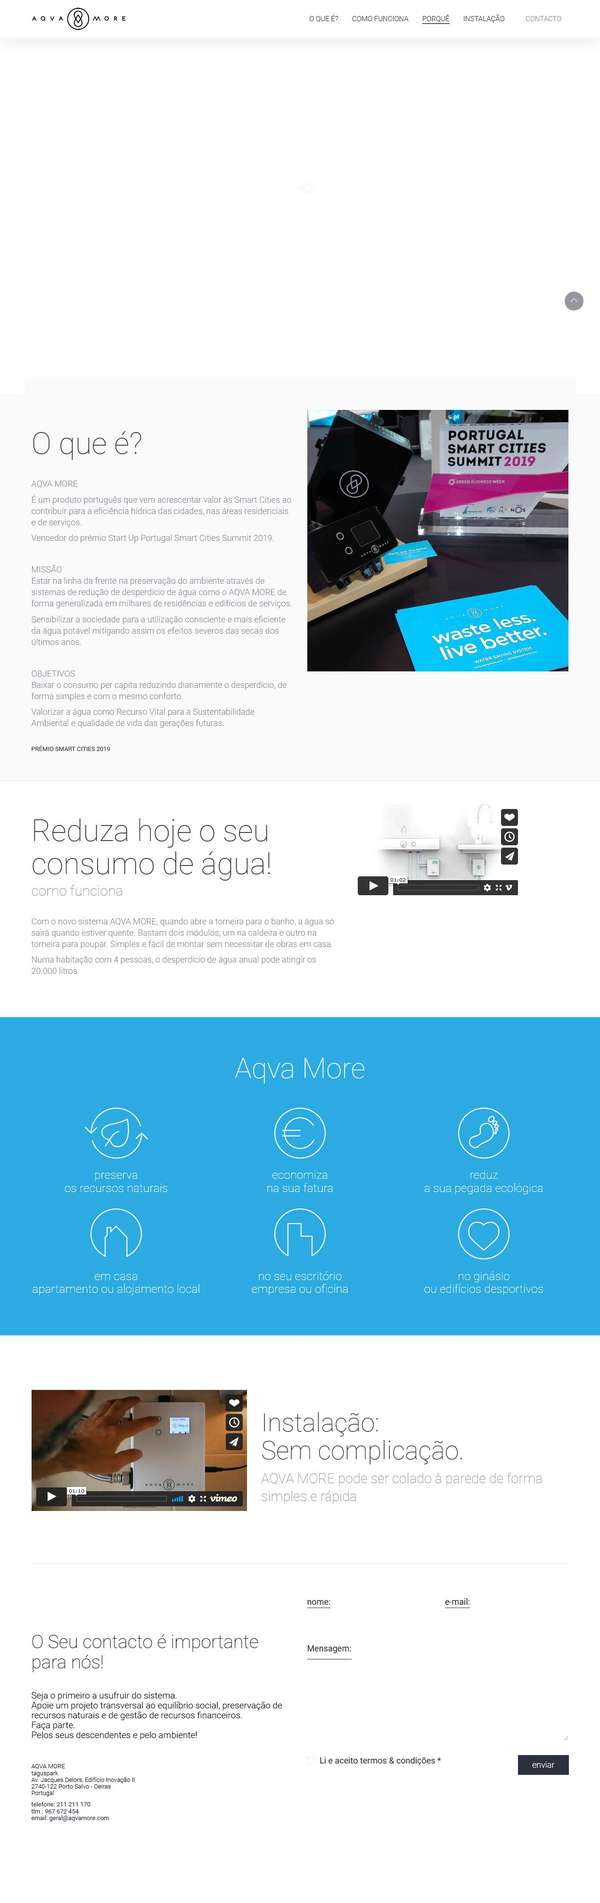 AQVA MORE
O QUE É? COMO FUNCIONA PORQUÊ INSTALAÇÃO CONTACTO
O que é?
AQVA MORE
É um produto português que vem acrescentar valor às Smart Cities ao
contribuir para a eficiência hídrica das cidades, nas áreas residenciais
e de serviços.
Vencedor do prémio Start Up Portugal Smart Cities Summit 2019.
MISSÃO
Estar na linha da frente na preservação do ambiente através de
sistemas de redução de desperdício de água como o AQVA MORE de
forma generalizada em milhares de residências e edifícios de serviços.
Sensibilizar a sociedade para a utilização consciente e mais eficiente
da água potável mitigando assim os efeitos severos das secas dos
últimos anos.
OBJETIVOS
Baixar o consumo per capita reduzindo diariamente o desperdício, de
forma simples e com o mesmo conforto.
Valorizar a água como Recurso Vital para a Sustentabilidade
Ambiental e qualidade de vida das gerações futuras.
PRÉMIO SMART CITIES 2019
PORTUGAL
SMART CITIES
SUMMIT 2019
GREEN BUSINESS WEEK
AQVA MORE
waste less.
live better.
WATER SAVING SYSTEM
Reduza hoje o seu
consumo de água!
como funciona
Com o novo sistema AQVA MORE, quando abre a torneira para o banho, a água só
sairá quando estiver quente. Bastam dois módulos, um na caldeira e outro na
torneira para poupar. Simples e fácil de montar sem necessitar de obras em casa.
Numa habitação com 4 pessoas, o desperdício de água anual pode atingir os
20.000 litros.
01:02
Aqva More
preserva
os recursos naturais
economiza
na sua fatura
reduz
a sua pegada ecológica
em casa
apartamento ou alojamento local
no seu escritório
empresa ou oficina
no ginásio
ou edifícios desportivos
AQVA MORE
01:10
vimeo
Instalação:
Sem complicação.
AQVA MORE pode ser colado à parede de forma
simples e rápida
O Seu contacto é importante
para nós!
Seja o primeiro a usufruir do sistema.
Apoie um projeto transversal ao equilíbrio social, preservação de
recursos naturais e de gestão de recursos financeiros.
Faça parte.
Pelos seus descendentes e pelo ambiente!
AQVA MORE
taguspark
Av. Jacques Delors, Edifício Inovação II
2740-122 Porto Salvo - Oeiras
Portugal
telefone: 211 211 170
tlm : 967 672 454
email: geral@aqvamore.com
nome: e-mail:
Mensagem:
Li e aceito termos & condições *
enviar